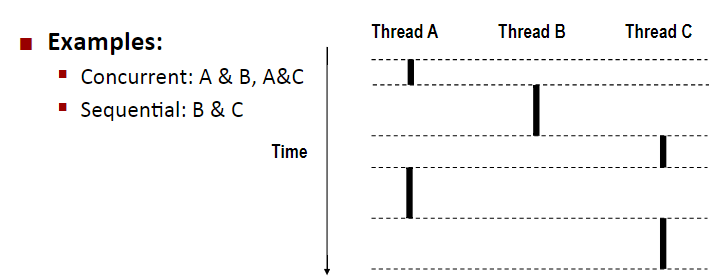 Examples:
Concurrent: A & B, A&C
Sequential: B & C
Time
Thread A
Thread B
Thread C